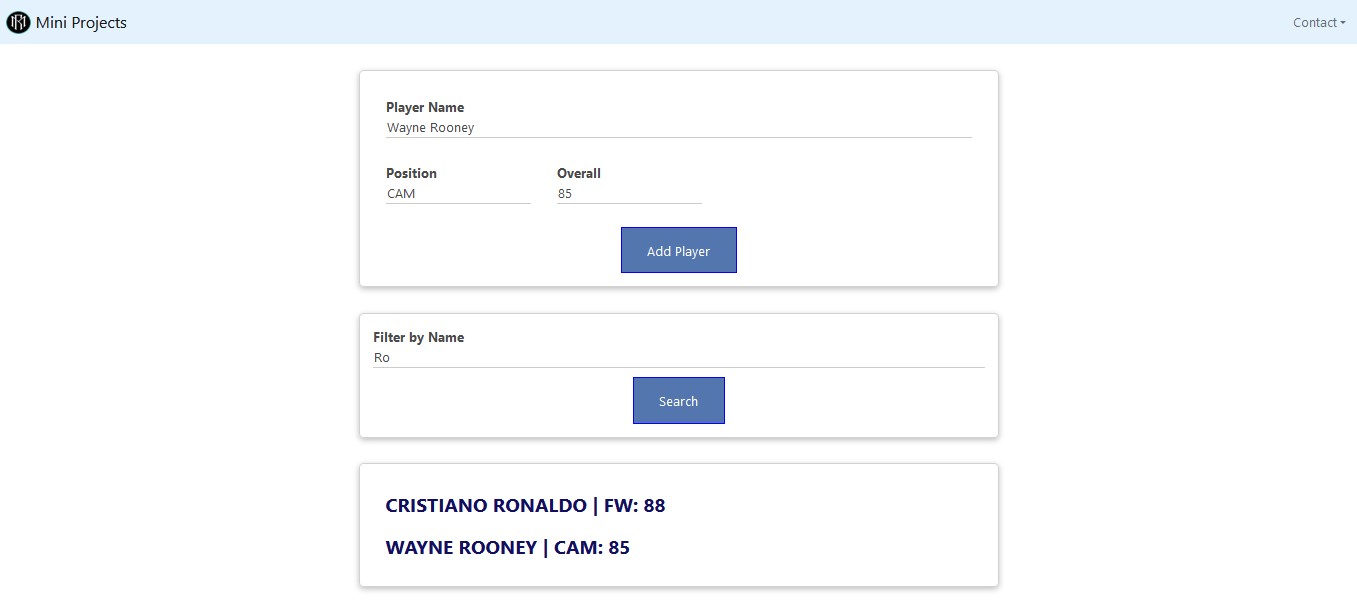 Mini Projects Contact
Player Name
Wayne Rooney
Position Overall
CAM 85
Add Player
Filter by Name
Ro
Search
CRISTIANO RONALDO | FW: 88
WAYNE ROONEY | CAM: 85